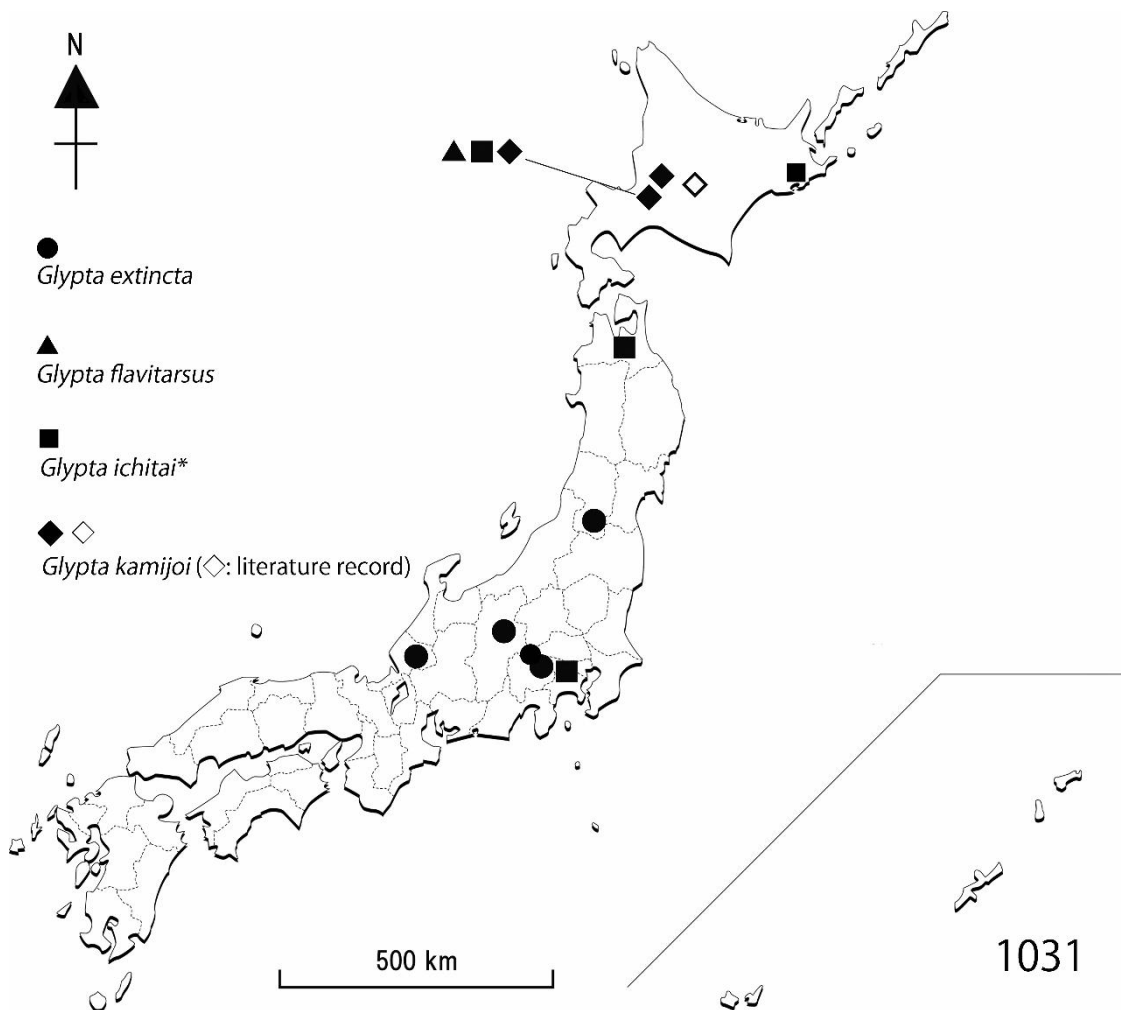 N
Glypta extincta
Glypta flavitarsus
Glypta ichitai*
Glypta kamijoi (◇: literature record)
500 km
1031